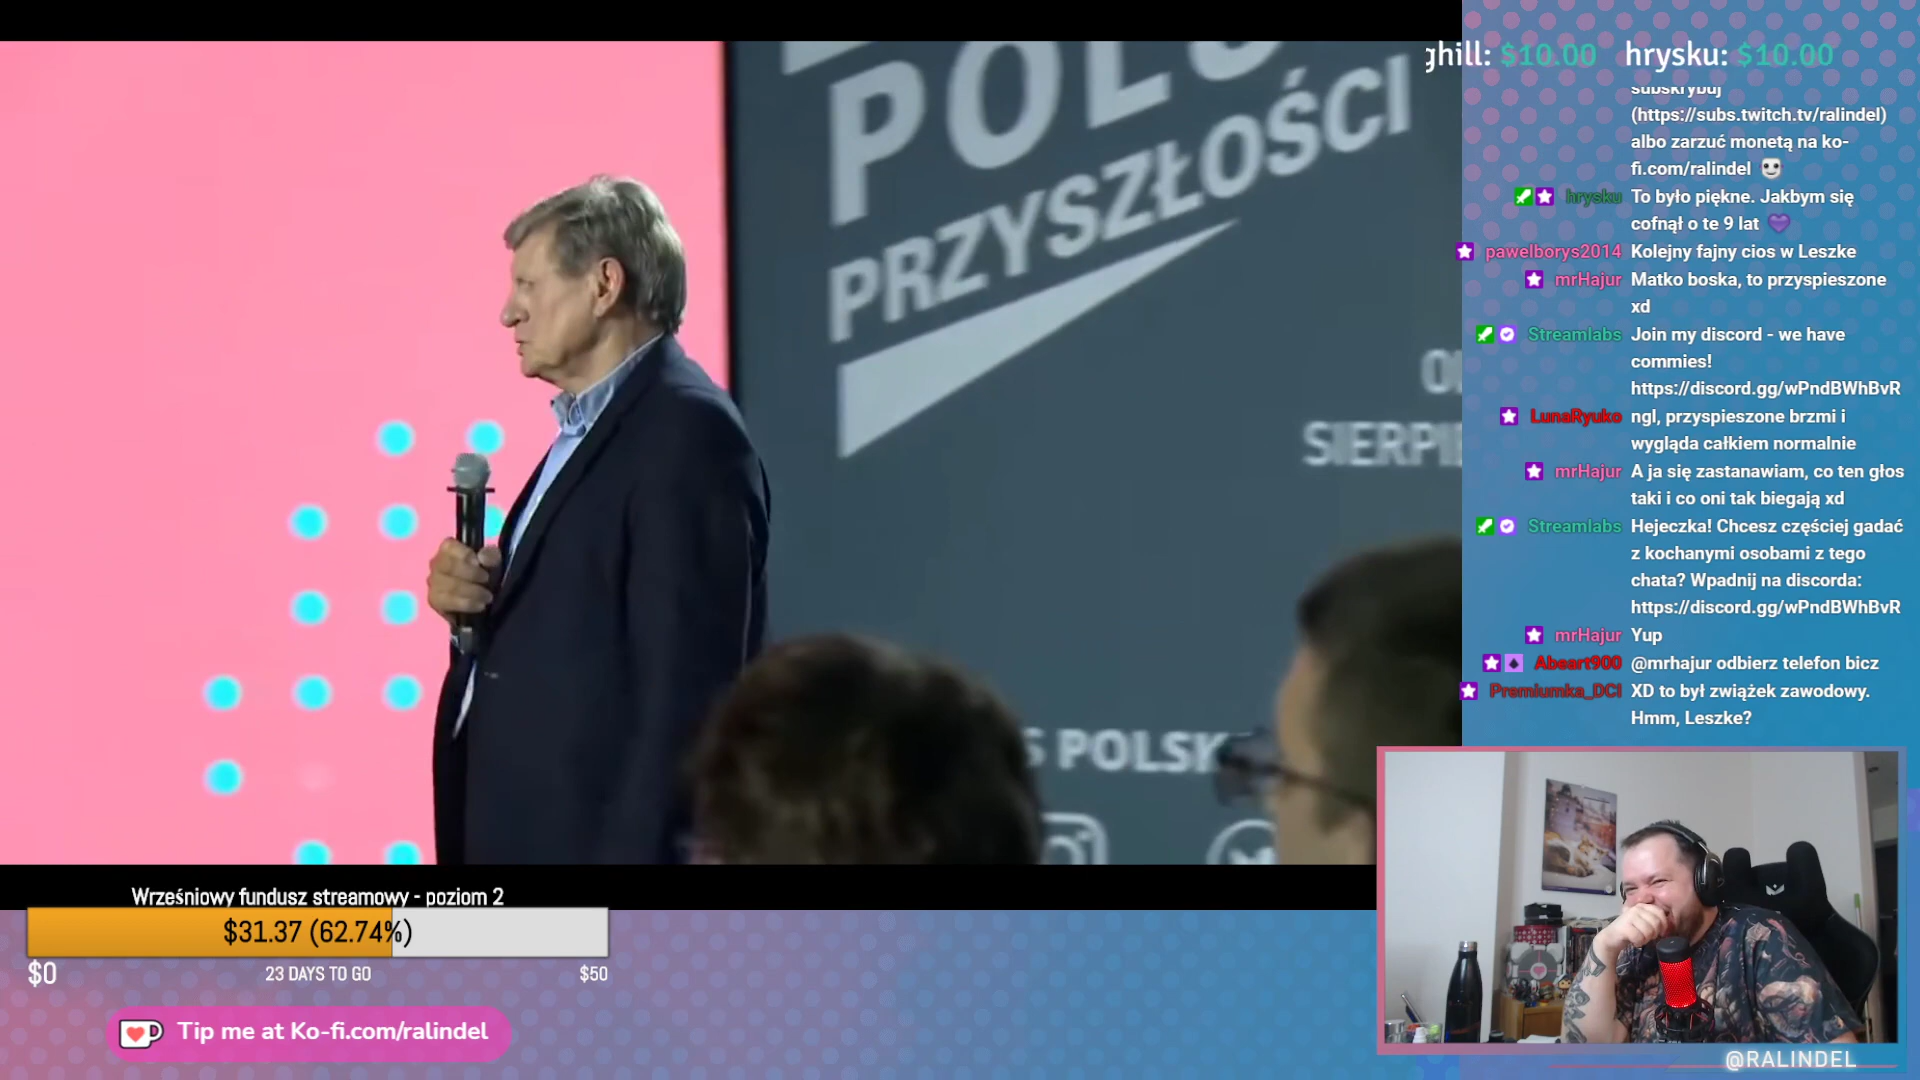 POLS
PRZYSZŁOŚCI
SIERPIE
S POLSK
ghill: $10.00 hrysku: $10.00
subskrybuj
(https://subs.twitch.tv/ralindel)
albo zarzuć monetą na ko-
fi.com/ralindel
hrysku To było piękne. Jakbym się
cofnął o te 9 lat
pawelborys2014 Kolejny fajny cios w Leszke
mrHajur Matko boska, to przyspieszone
xd
Streamlabs Join my discord - we have
commies!
https://discord.gg/wPndBWhBvR
LunaRyuko ngl, przyspieszone brzmi i
wygląda całkiem normalnie
mrHajur A ja się zastanawiam, co ten głos
taki i co oni tak biegają xd
Streamlabs Hejeczka! Chcesz częściej gadać
z kochanymi osobami z tego
chata? Wpadnij na discorda:
https://discord.gg/wPndBWhBvR
mrHajur Yup
Abeart900 @mrhajur odbierz telefon bicz
Premiumka_DCI XD to był związek zawodowy.
Hmm, Leszke?
Wrześniowy fundusz streamowy - poziom 2
$31.37 (62.74%)
$0 23 DAYS TO GO $50
Tip me at Ko-fi.com/ralindel
@RALINDEL